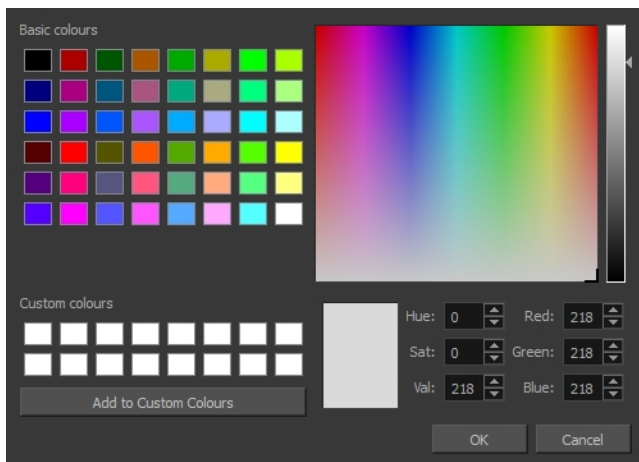 Basic colours
Custom colours
Add to Custom Colours
Hue: 0 Red: 218
Sat: 0 Green: 218
Val: 218 Blue: 218
OK Cancel